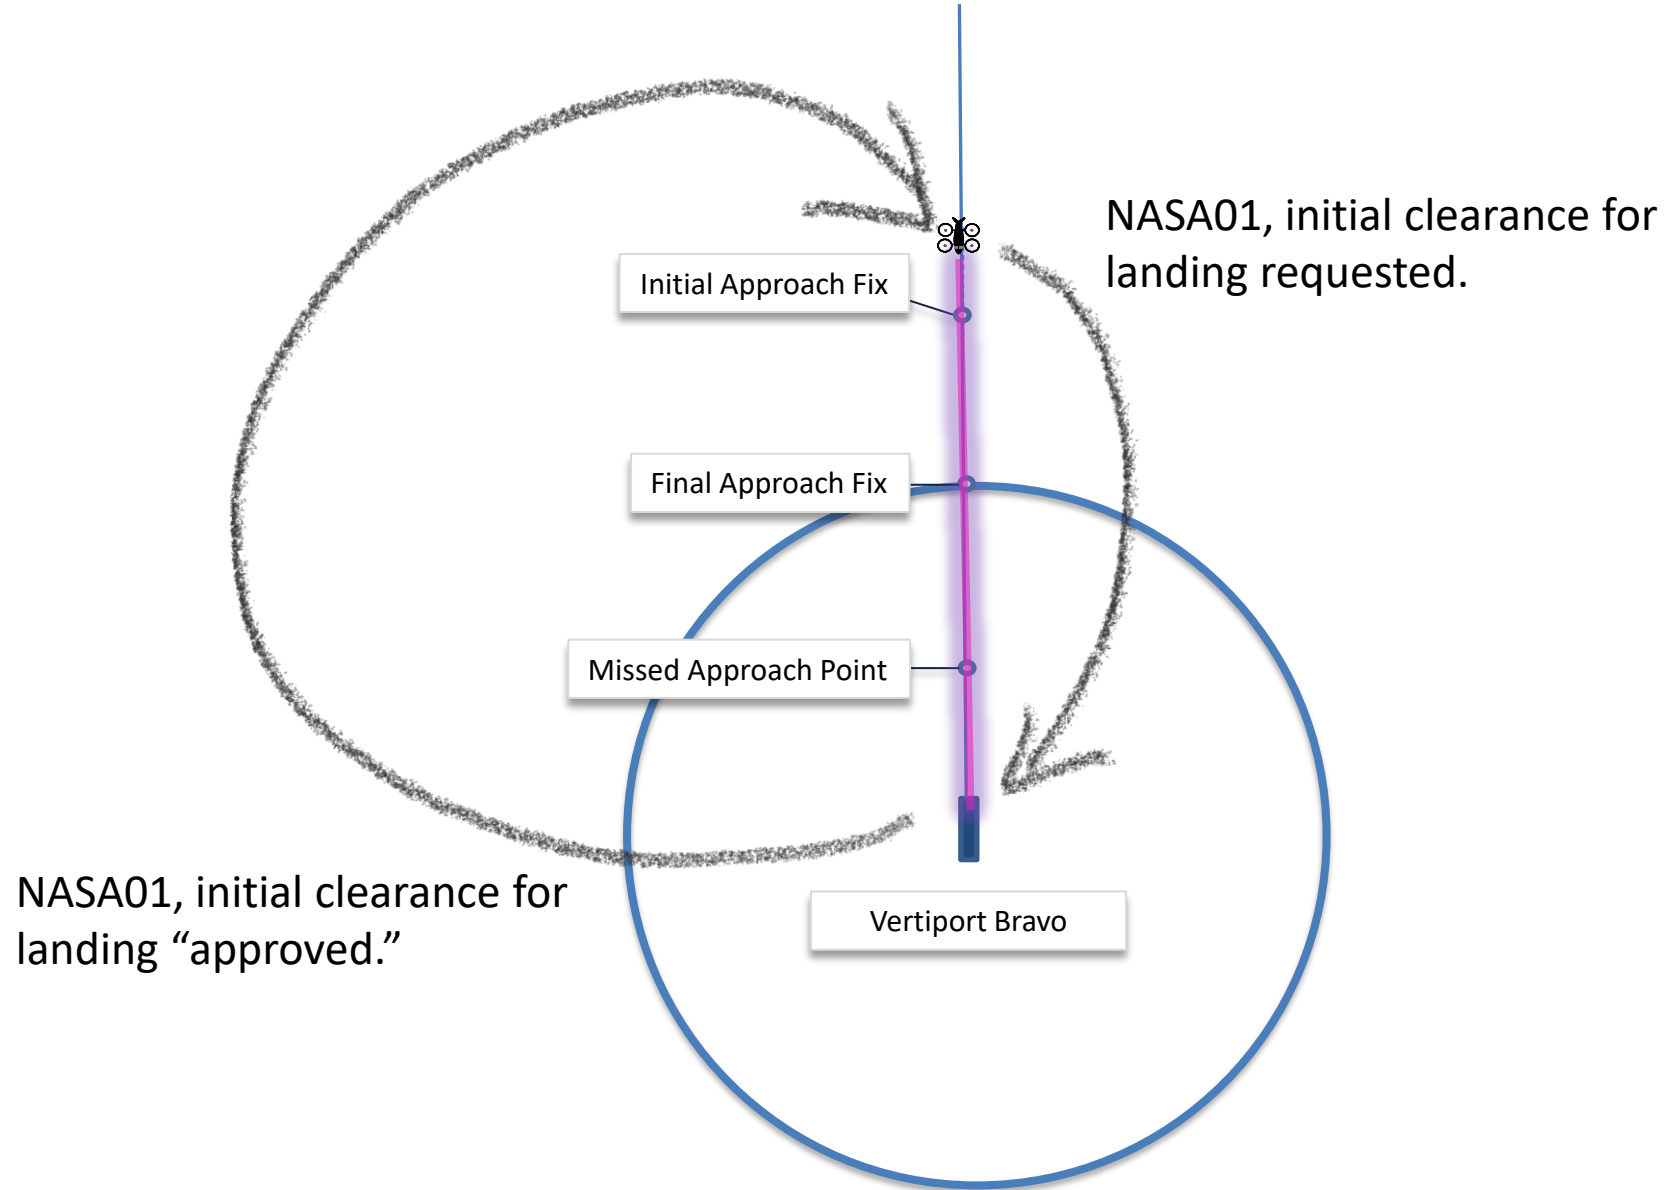 NASA01, initial clearance for
landing requested.
Initial Approach Fix
Final Approach Fix
Missed Approach Point
NASA01, initial clearance for
landing “approved.”
Vertiport Bravo